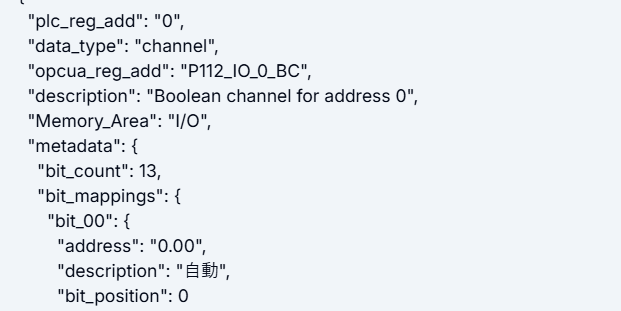 {
"plc_reg_add": "0",
"data_type": "channel",
"opcua_reg_add": "P112_IO_0_BC",
"description": "Boolean channel for address 0",
"Memory_Area": "I/O",
"metadata": {
"bit_count": 13,
"bit_mappings": {
"bit_00": {
"address": "0.00",
"description": "自動",
"bit_position": 0